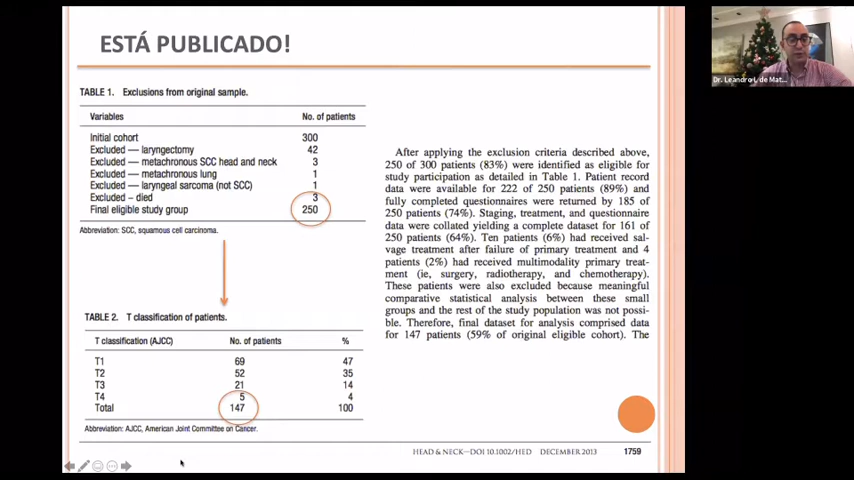 ESTÁ PUBLICADO!
TABLE 1. Exclusions from original sample.
Variables No. of patients
Initial cohort 300
Excluded — laryngectomy 42
Excluded — metachronous SCC head and neck 3
Excluded — metachronous lung 1
Excluded — laryngeal sarcoma (not SCC) 1
Excluded – died 3
Final eligible study group 250
Abbreviation: SCC, squamous cell carcinoma.
TABLE 2. T classification of patients.
T classification (AJCC) No. of patients %
T1 69 47
T2 52 35
T3 21 14
T4 5 4
Total 147 100
Abbreviation: AJCC, American Joint Committee on Cancer.
After applying the exclusion criteria described above,
250 of 300 patients (83%) were identified as eligible for
study participation as detailed in Table 1. Patient record
data were available for 222 of 250 patients (89%) and
fully completed questionnaires were returned by 185 of
250 patients (74%). Staging, treatment, and questionnaire
data were collated yielding a complete dataset for 161 of
250 patients (64%). Ten patients (6%) had received sal-
vage treatment after failure of primary treatment and 4
patients (2%) had received multimodality primary treat-
ment (ie, surgery, radiotherapy, and chemotherapy).
These patients were also excluded because meaningful
comparative statistical analysis between these small
groups and the rest of the study population was not possi-
ble. Therefore, final dataset for analysis comprised data
for 147 patients (59% of original eligible cohort). The
HEAD & NECK—DOI 10.1002/HED DECEMBER 2013 1759
Dr. Leandro L de Mat...